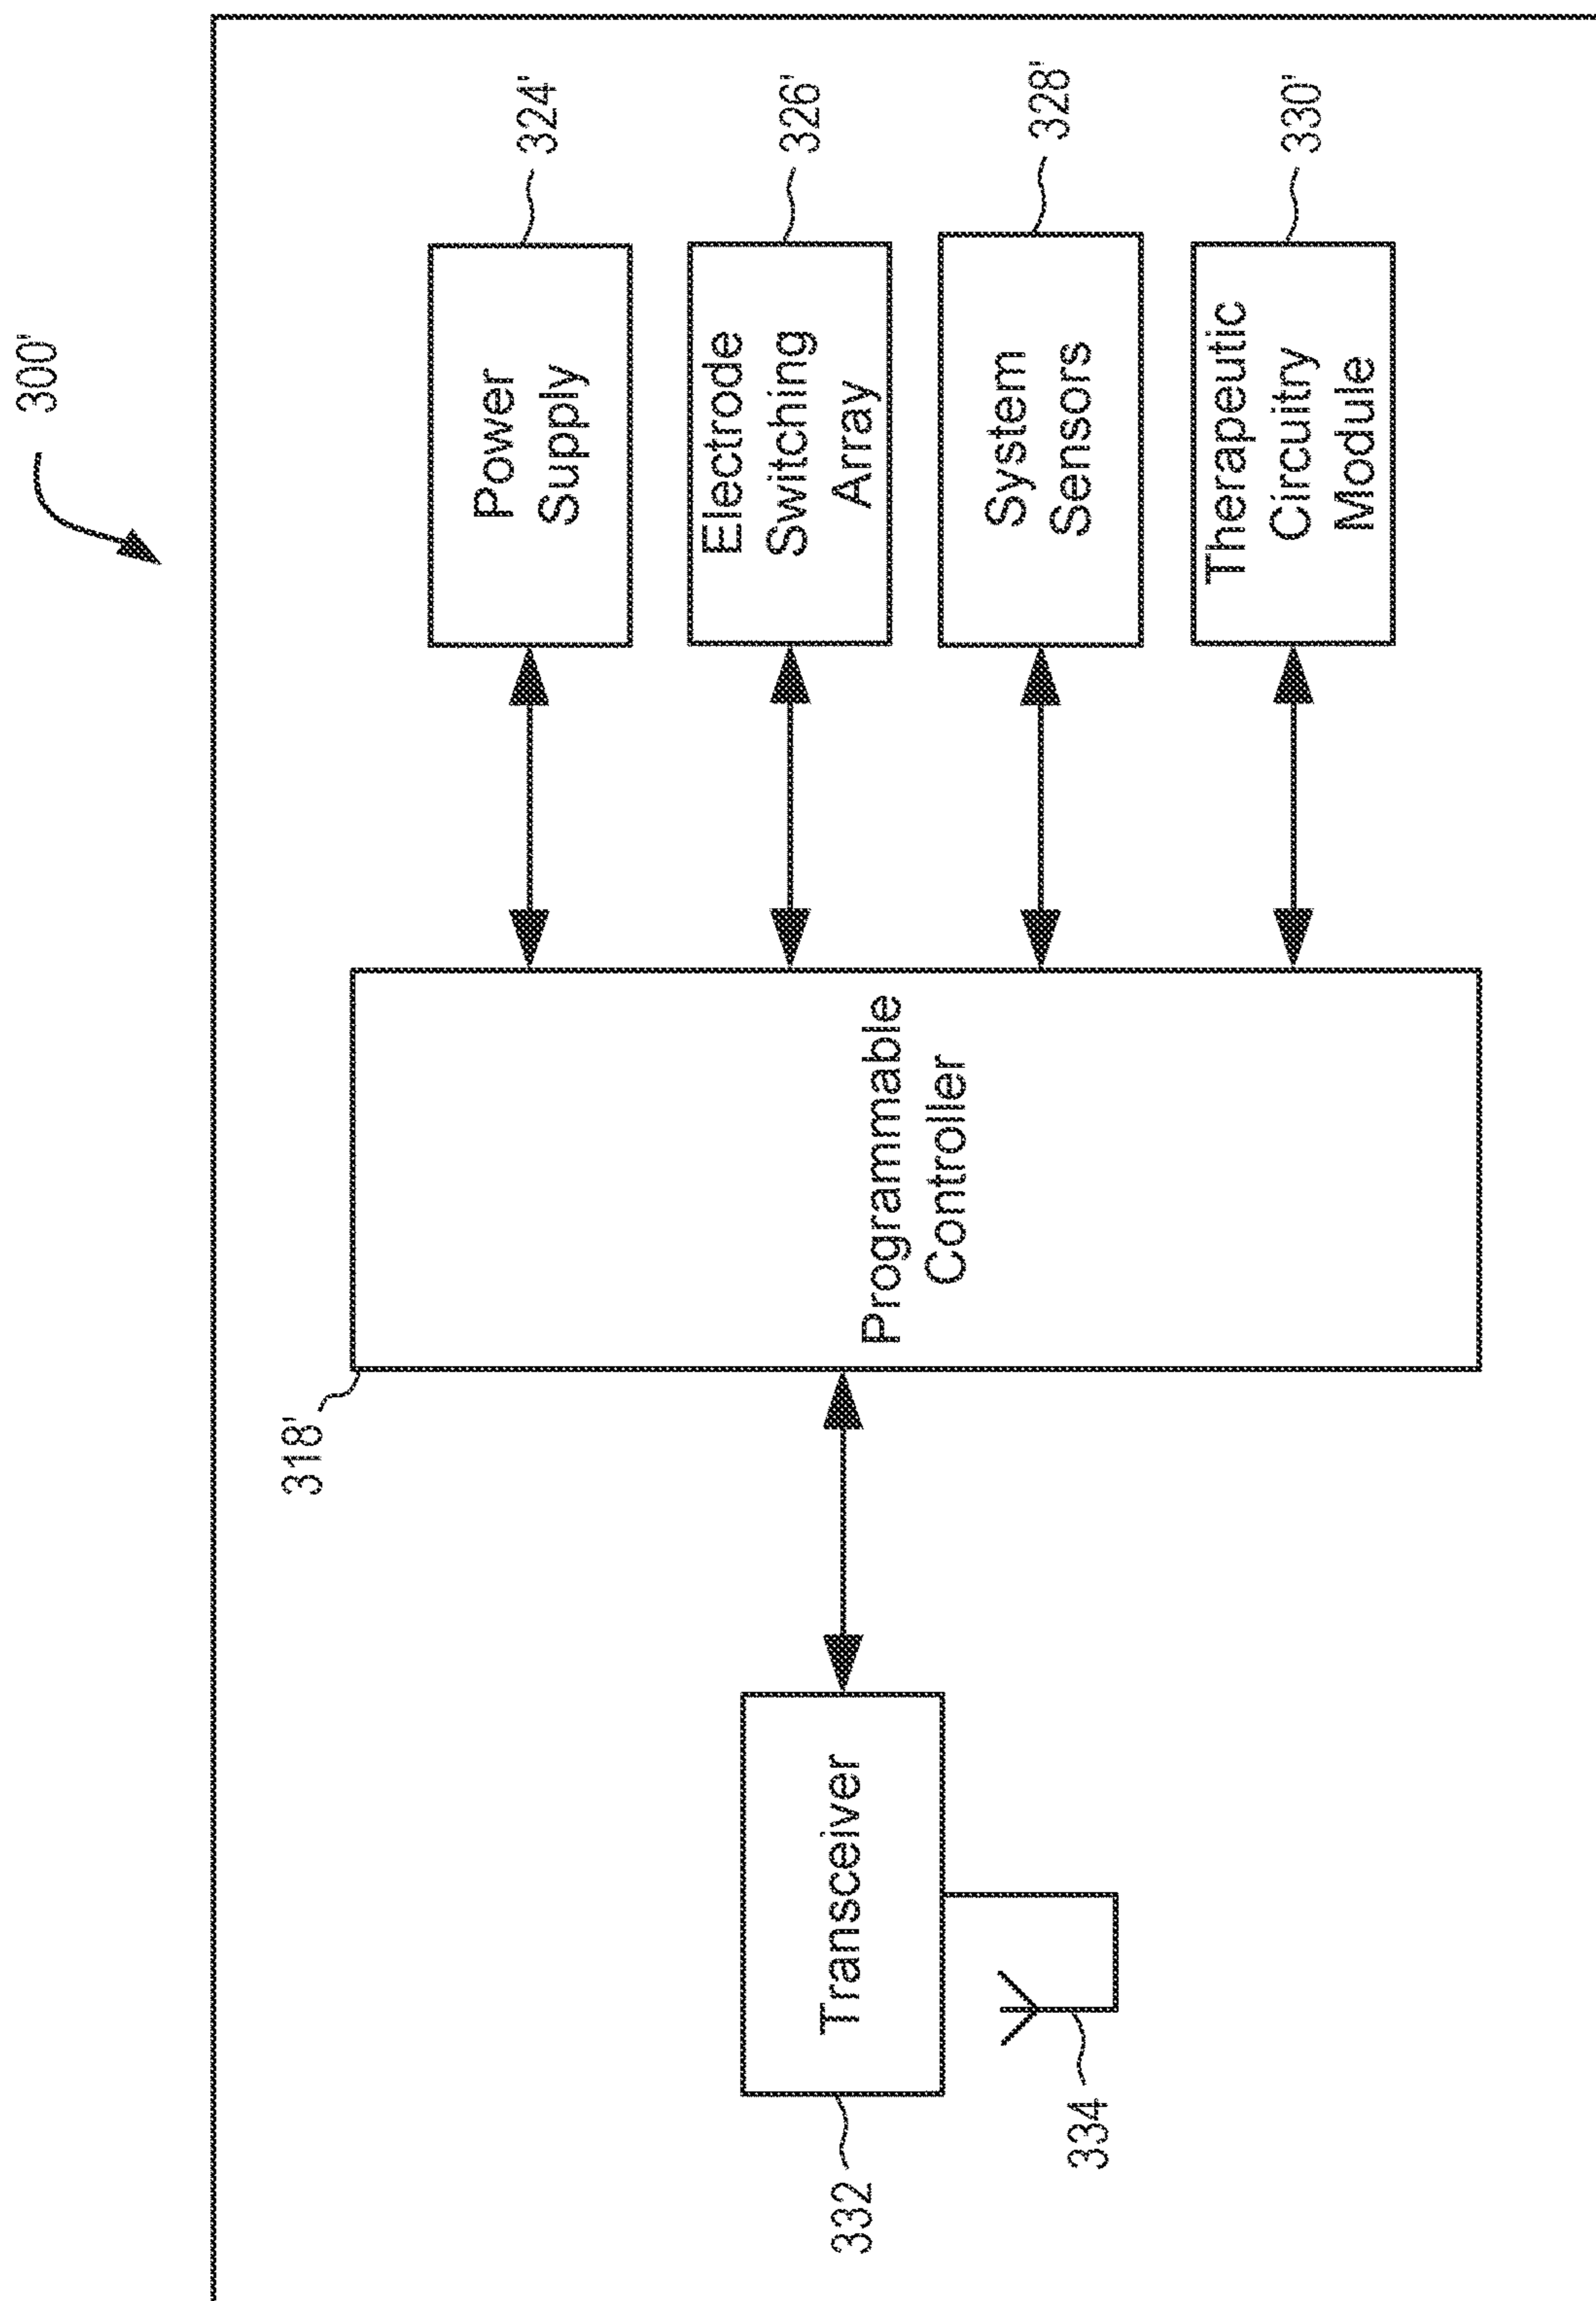 300'
324'
Power
Supply
326'
Electrode
Switching
Array
328'
System
Sensors
330'
Therapeutic
Circuitry
Module
318'
Programmable
Controller
Transceiver
332
334